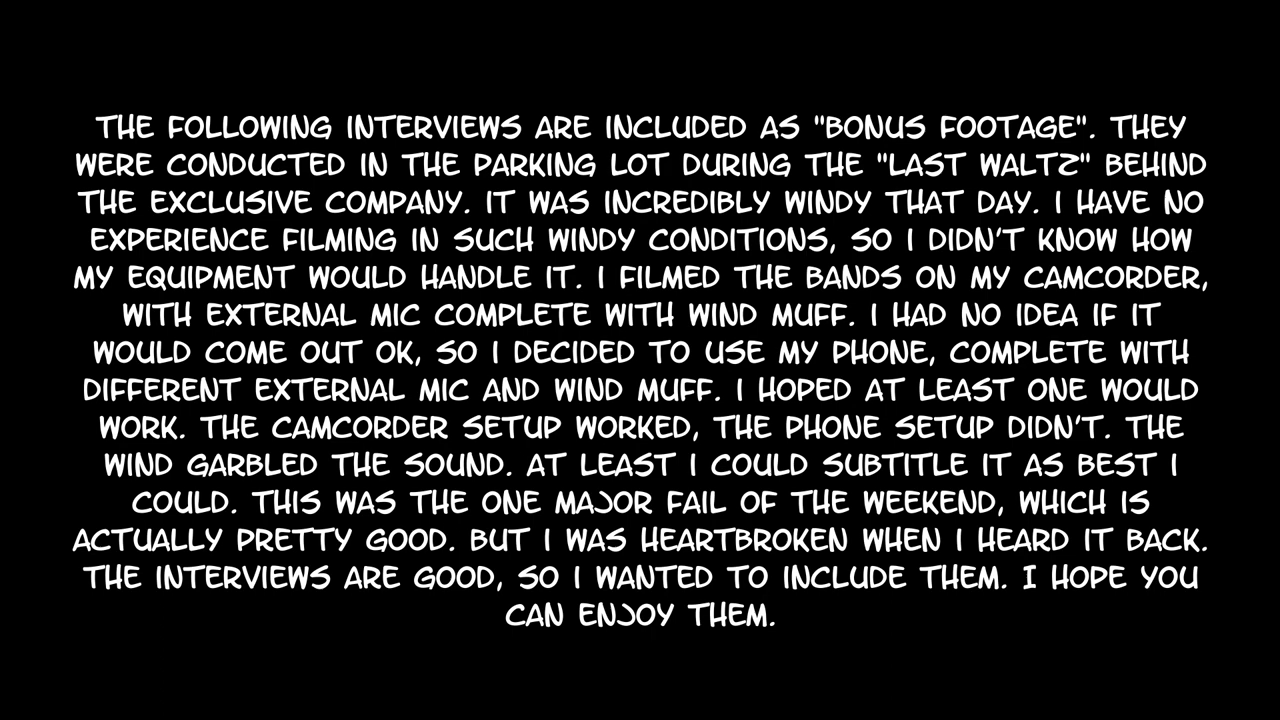 THE FOLLOWING INTERVIEWS ARE INCLUDED AS "BONUS FOOTAGE". THEY
WERE CONDUCTED IN THE PARKING LOT DURING THE "LAST WALTZ" BEHIND
THE EXCLUSIVE COMPANY. IT WAS INCREDIBLY WINDY THAT DAY. I HAVE NO
EXPERIENCE FILMING IN SUCH WINDY CONDITIONS, SO I DIDN'T KNOW HOW
MY EQUIPMENT WOULD HANDLE IT. I FILMED THE BANDS ON MY CAMCORDER,
WITH EXTERNAL MIC COMPLETE WITH WIND MUFF. I HAD NO IDEA IF IT
WOULD COME OUT OK, SO I DECIDED TO USE MY PHONE, COMPLETE WITH
DIFFERENT EXTERNAL MIC AND WIND MUFF. I HOPED AT LEAST ONE WOULD
WORK. THE CAMCORDER SETUP WORKED, THE PHONE SETUP DIDN'T. THE
WIND GARBLED THE SOUND. AT LEAST I COULD SUBTITLE IT AS BEST I
COULD. THIS WAS THE ONE MAJOR FAIL OF THE WEEKEND, WHICH IS
ACTUALLY PRETTY GOOD. BUT I WAS HEARTBROKEN WHEN I HEARD IT BACK.
THE INTERVIEWS ARE GOOD, SO I WANTED TO INCLUDE THEM. I HOPE YOU
CAN ENJOY THEM.